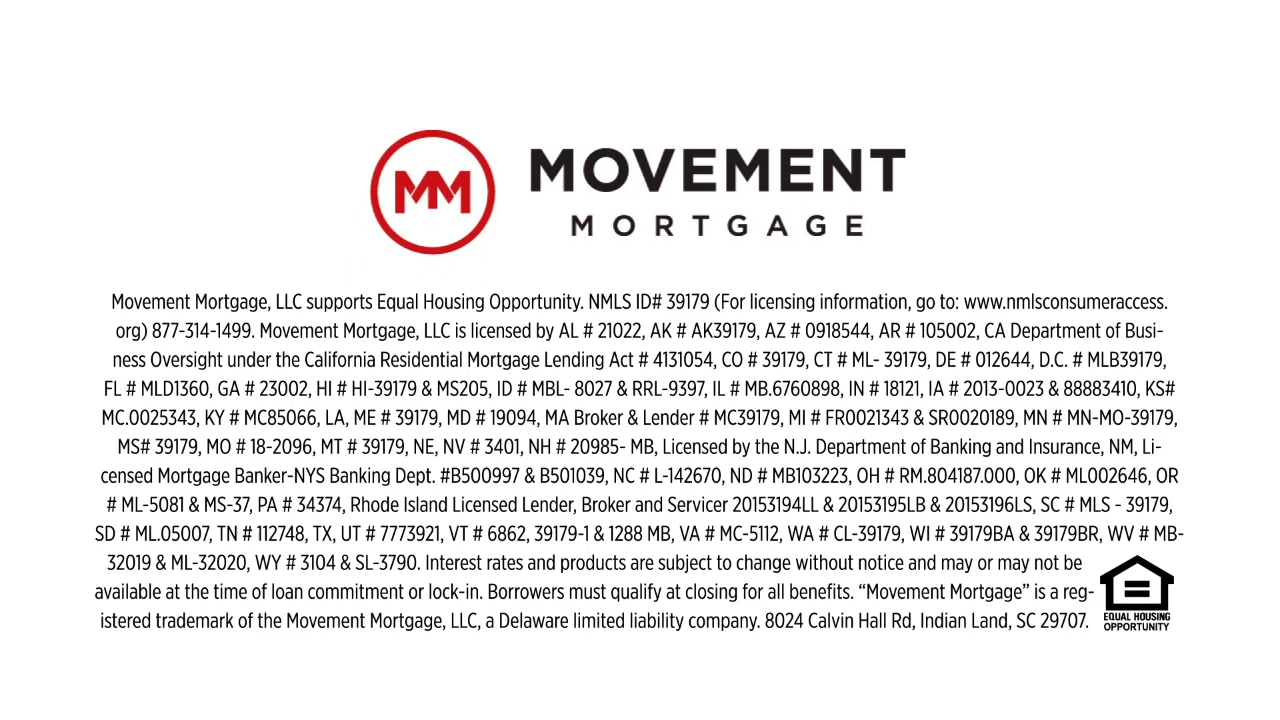 MM
MOVEMENT
MORTGAGE
Movement Mortgage, LLC supports Equal Housing Opportunity. NMLS ID# 39179 (For licensing information, go to: www.nmlsconsumeraccess.
org) 877-314-1499. Movement Mortgage, LLC is licensed by AL # 21022, AK # AK39179, AZ # 0918544, AR # 105002, CA Department of Busi-
ness Oversight under the California Residential Mortgage Lending Act # 4131054, CO # 39179, CT # ML- 39179, DE # 012644, D.C. # MLB39179,
FL # MLD1360, GA # 23002, HI # HI-39179 & MS205, ID # MBL- 8027 & RRL-9397, IL # MB.6760898, IN # 18121, IA # 2013-0023 & 88883410, KS#
MC.0025343, KY # MC85066, LA, ME # 39179, MD # 19094, MA Broker & Lender # MC39179, MI # FR0021343 & SR0020189, MN # MN-MO-39179,
MS# 39179, MO # 18-2096, MT # 39179, NE, NV # 3401, NH # 20985- MB, Licensed by the N.J. Department of Banking and Insurance, NM, Li-
censed Mortgage Banker-NYS Banking Dept. #B500997 & B501039, NC # L-142670, ND # MB103223, OH # RM.804187.000, OK # ML002646, OR
# ML-5081 & MS-37, PA # 34374, Rhode Island Licensed Lender, Broker and Servicer 20153194LL & 20153195LB & 20153196LS, SC # MLS - 39179,
SD # ML.05007, TN # 112748, TX, UT # 7773921, VT # 6862, 39179-1 & 1288 MB, VA # MC-5112, WA # CL-39179, WI # 39179BA & 39179BR, WV # MB-
32019 & ML-32020, WY # 3104 & SL-3790. Interest rates and products are subject to change without notice and may or may not be
available at the time of loan commitment or lock-in. Borrowers must qualify at closing for all benefits. “Movement Mortgage” is a reg-
istered trademark of the Movement Mortgage, LLC, a Delaware limited liability company. 8024 Calvin Hall Rd, Indian Land, SC 29707.
EQUAL HOUSING
OPPORTUNITY